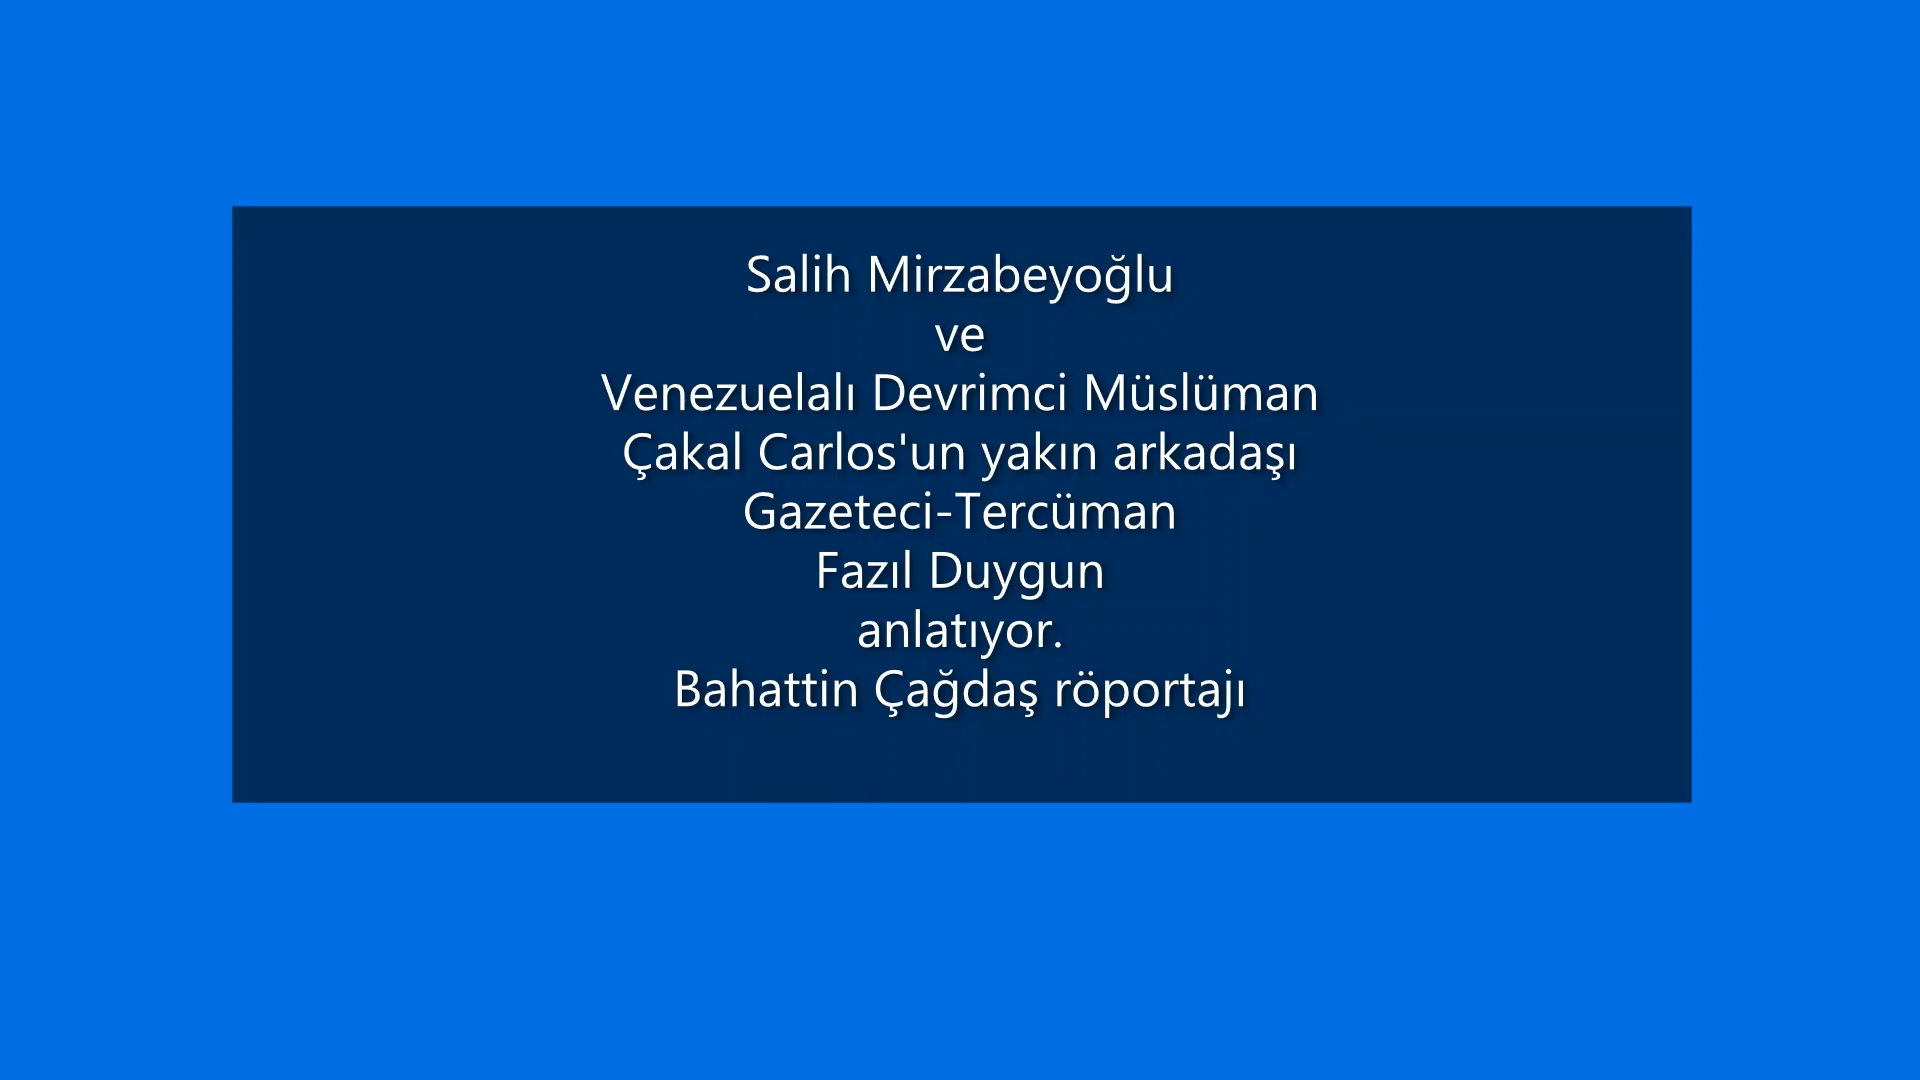 Salih Mirzabeyoğlu
ve
Venezuelalı Devrimci Müslüman
Çakal Carlos'un yakın arkadaşı
Gazeteci-Tercüman
Fazıl Duygun
anlatıyor.
Bahattin Çağdaş röportajı